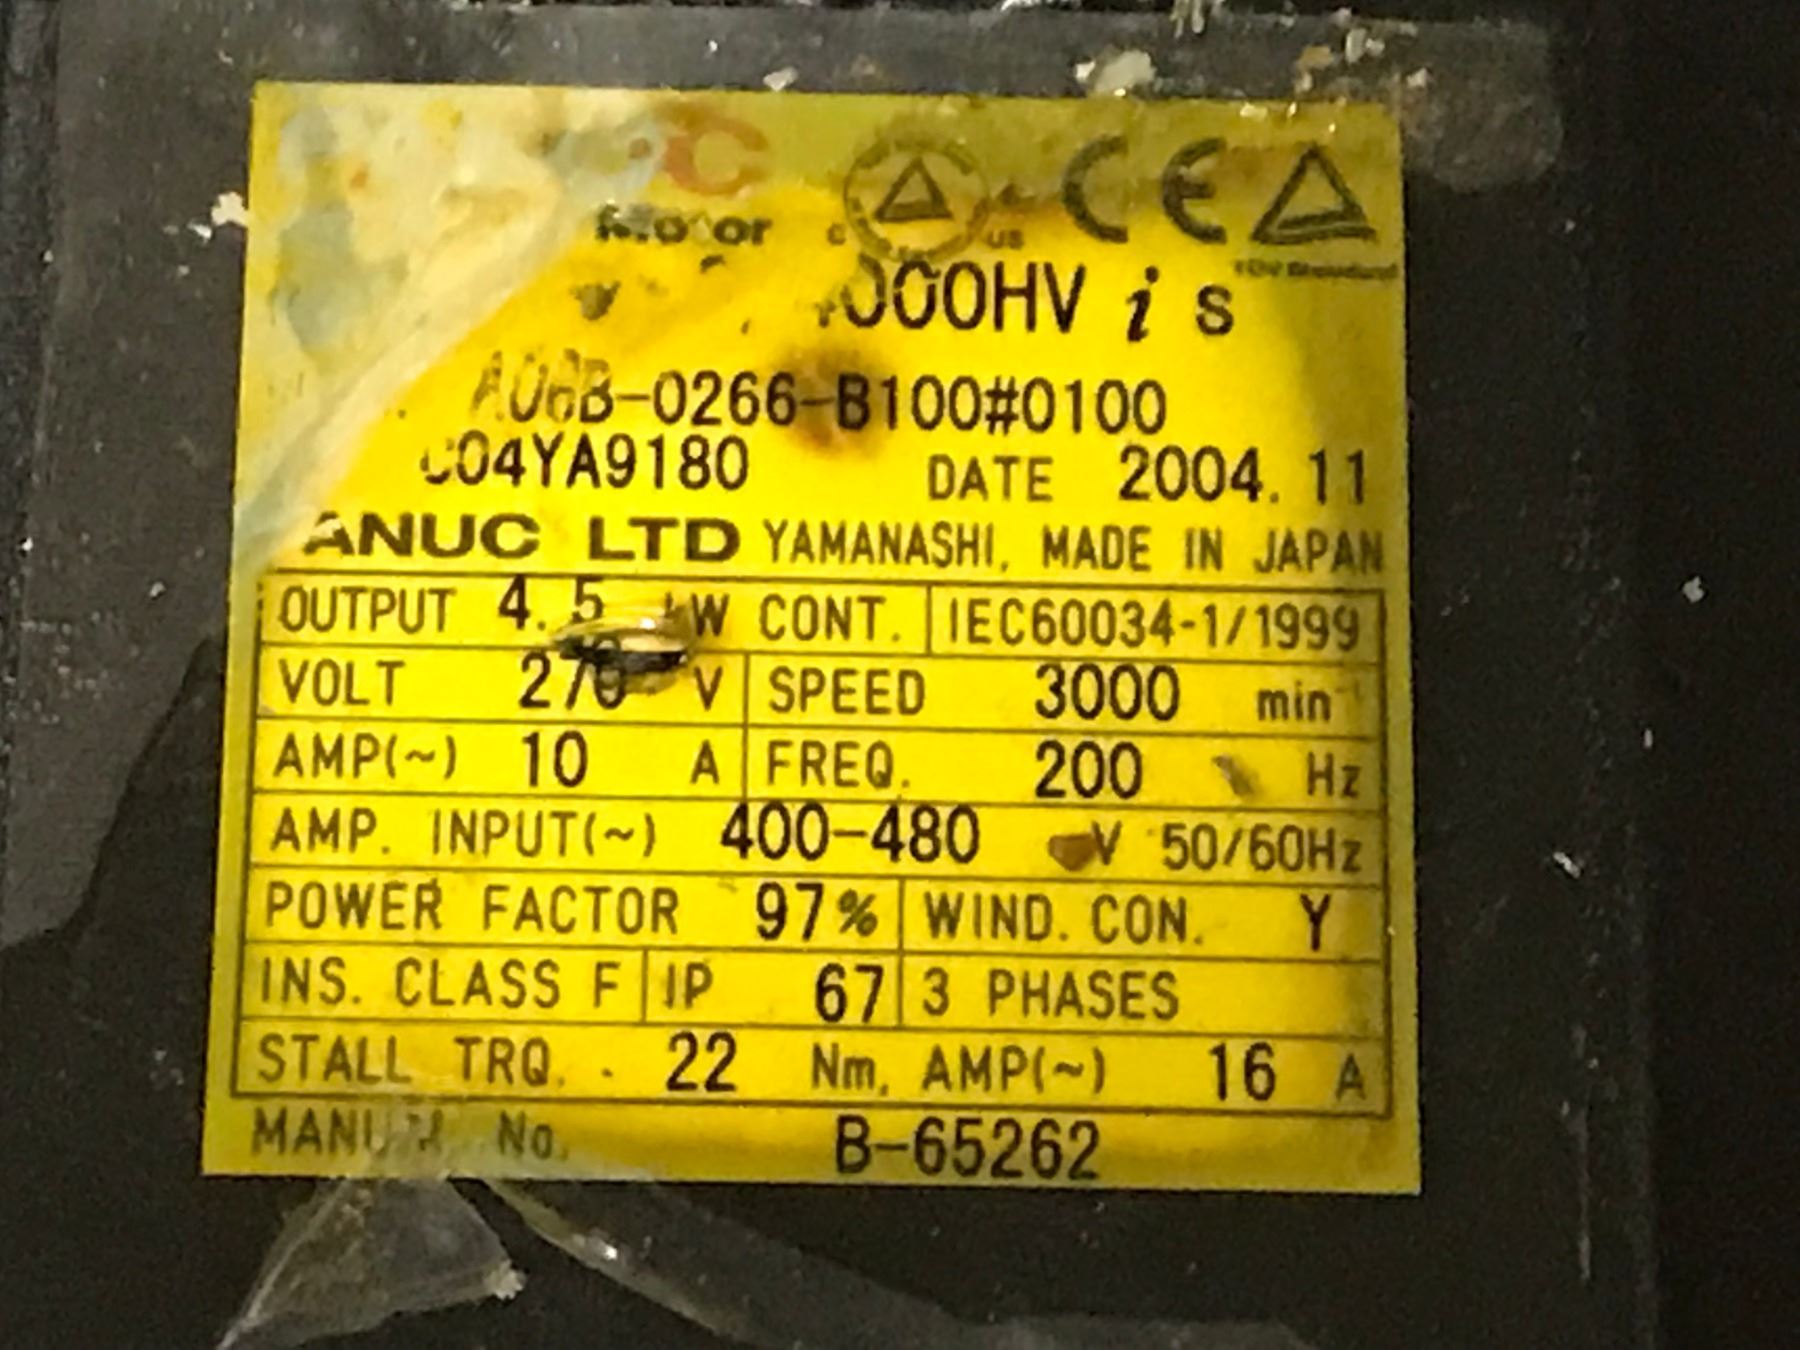 Motor
C US CE
000HV i s
A06B-0266-B100#0100
C04YA9180 DATE 2004.11
ANUC LTD YAMANASHI, MADE IN JAPAN
OUTPUT 4.5 kW CONT. IEC60034-1/1999
VOLT 270 V SPEED 3000 min
AMP(~) 10 A FREQ. 200 Hz
AMP. INPUT(~) 400-480 V 50/60Hz
POWER FACTOR 97% WIND. CON. Y
INS. CLASS F IP 67 3 PHASES
STALL TRQ. 22 Nm, AMP(~) 16 A
No. B-65262